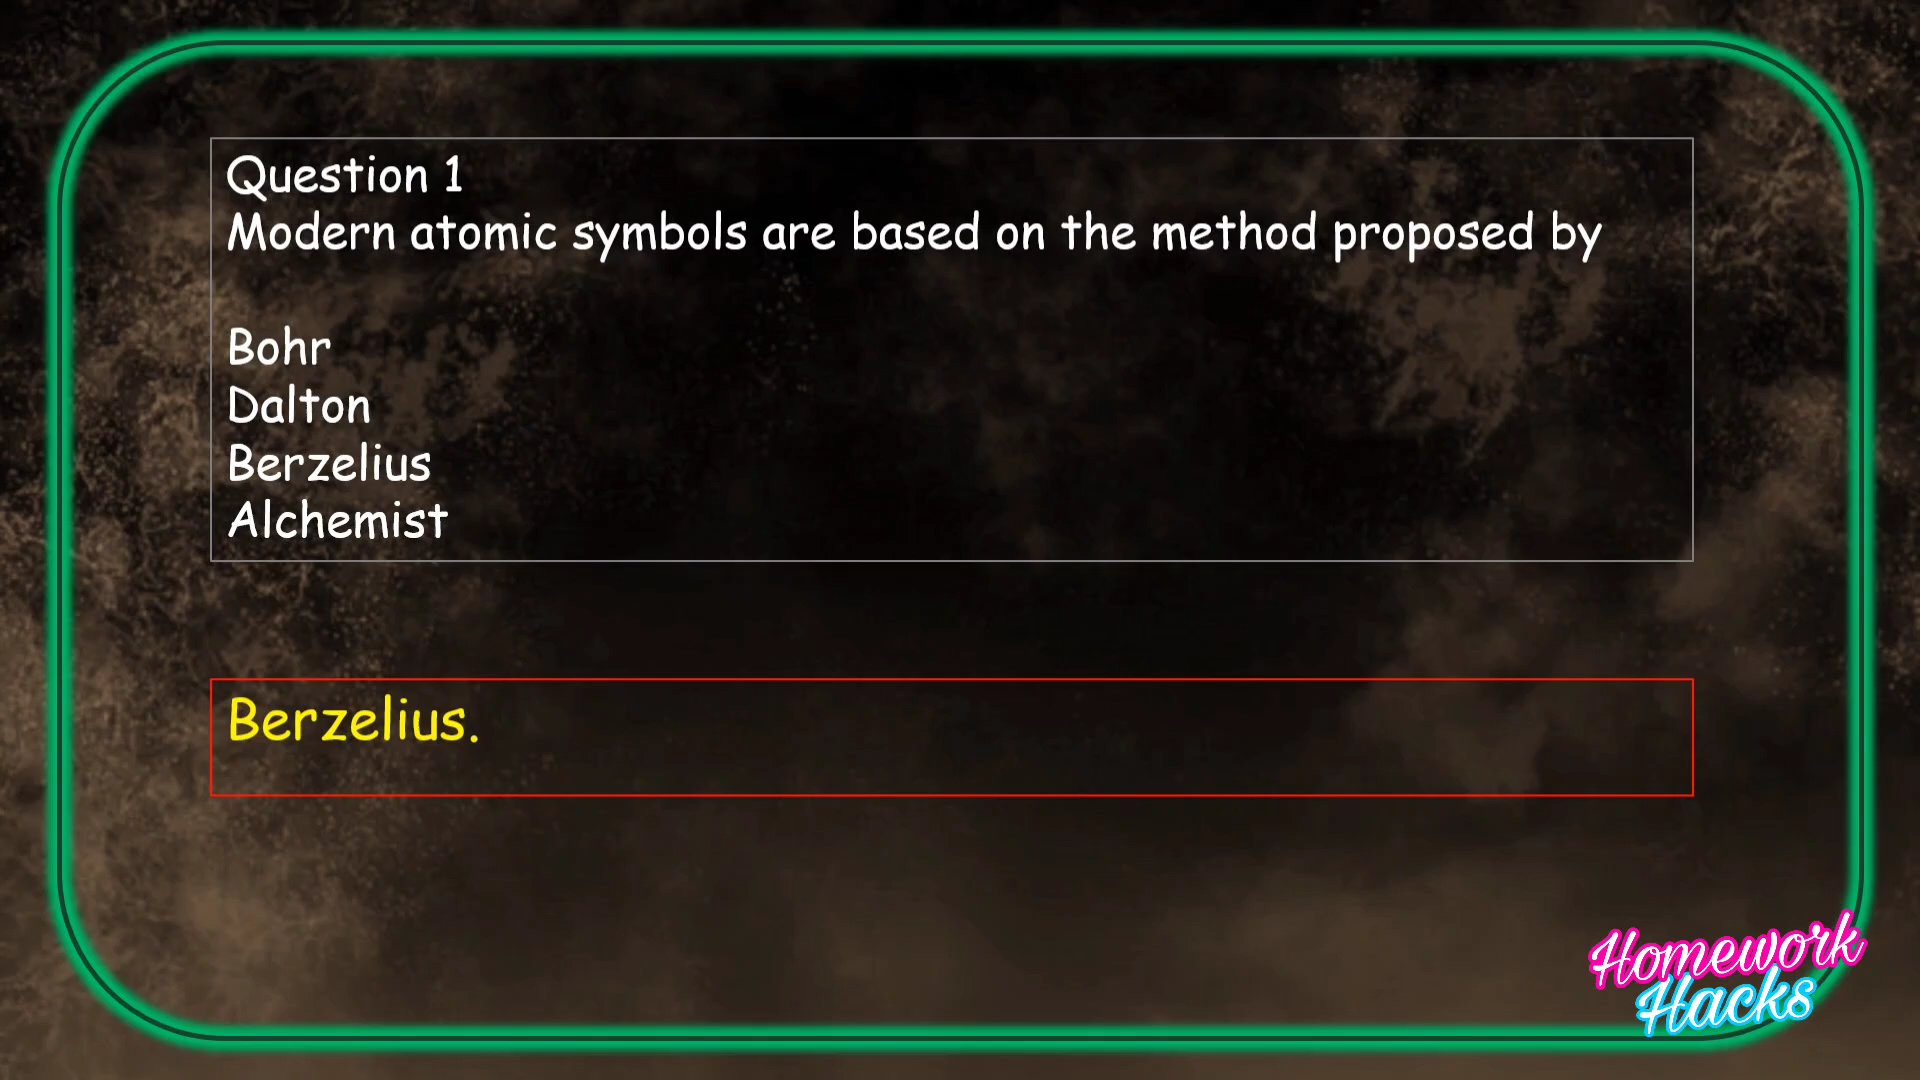 Question 1
Modern atomic symbols are based on the method proposed by
Bohr
Dalton
Berzelius
Alchemist
Berzelius.
Homework
Hacks